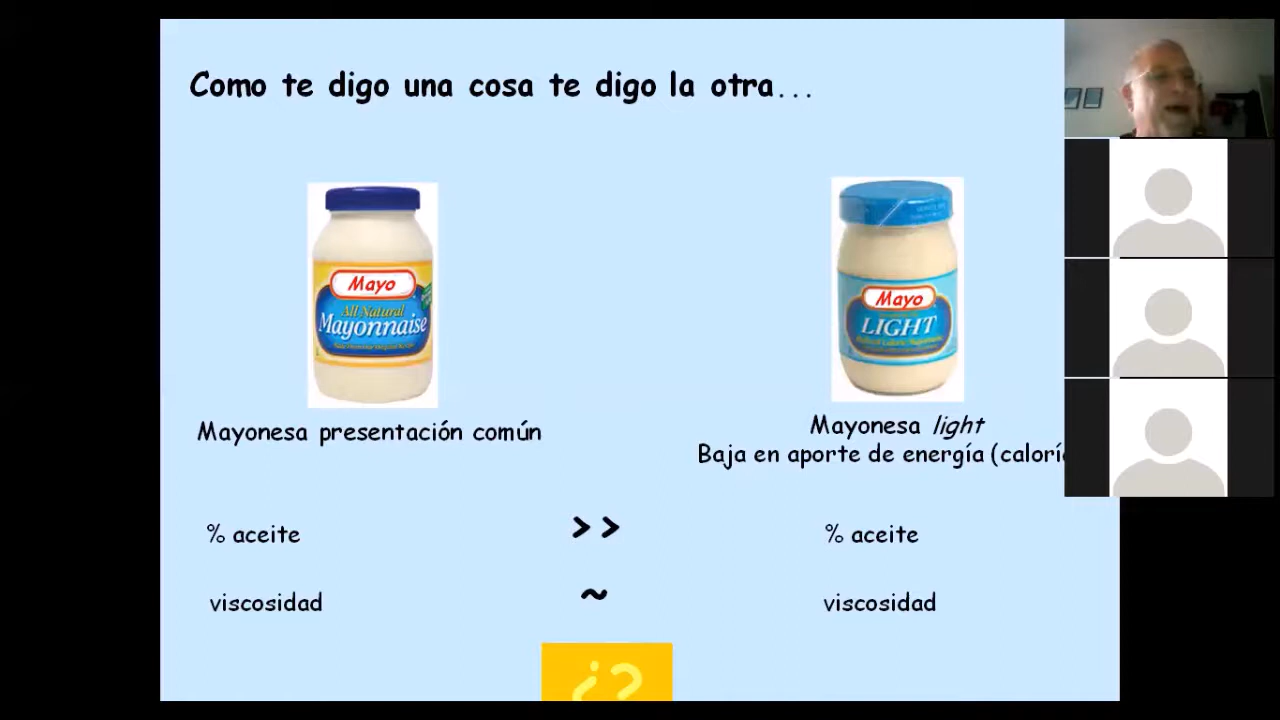 Como te digo una cosa te digo la otra...
Mayo
All Natural
Mayonnaise
Mayo
LIGHT
Mayonesa presentación común
Mayonesa light
Baja en aporte de energía (calorí
% aceite >> % aceite
viscosidad ~ viscosidad
¿?